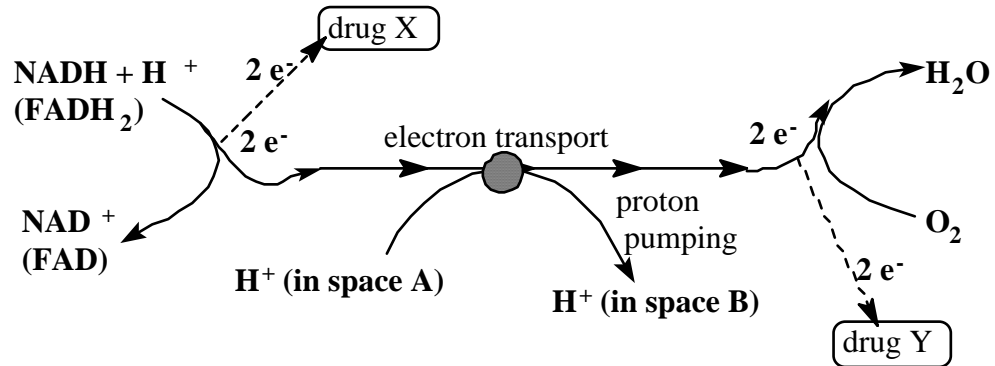 drug X
2 e-
NADH + H +
(FADH2)
2 e-
electron transport
2 e-
H2O
NAD +
(FAD)
proton
pumping
O2
H+ (in space A)
H+ (in space B)
2 e-
drug Y